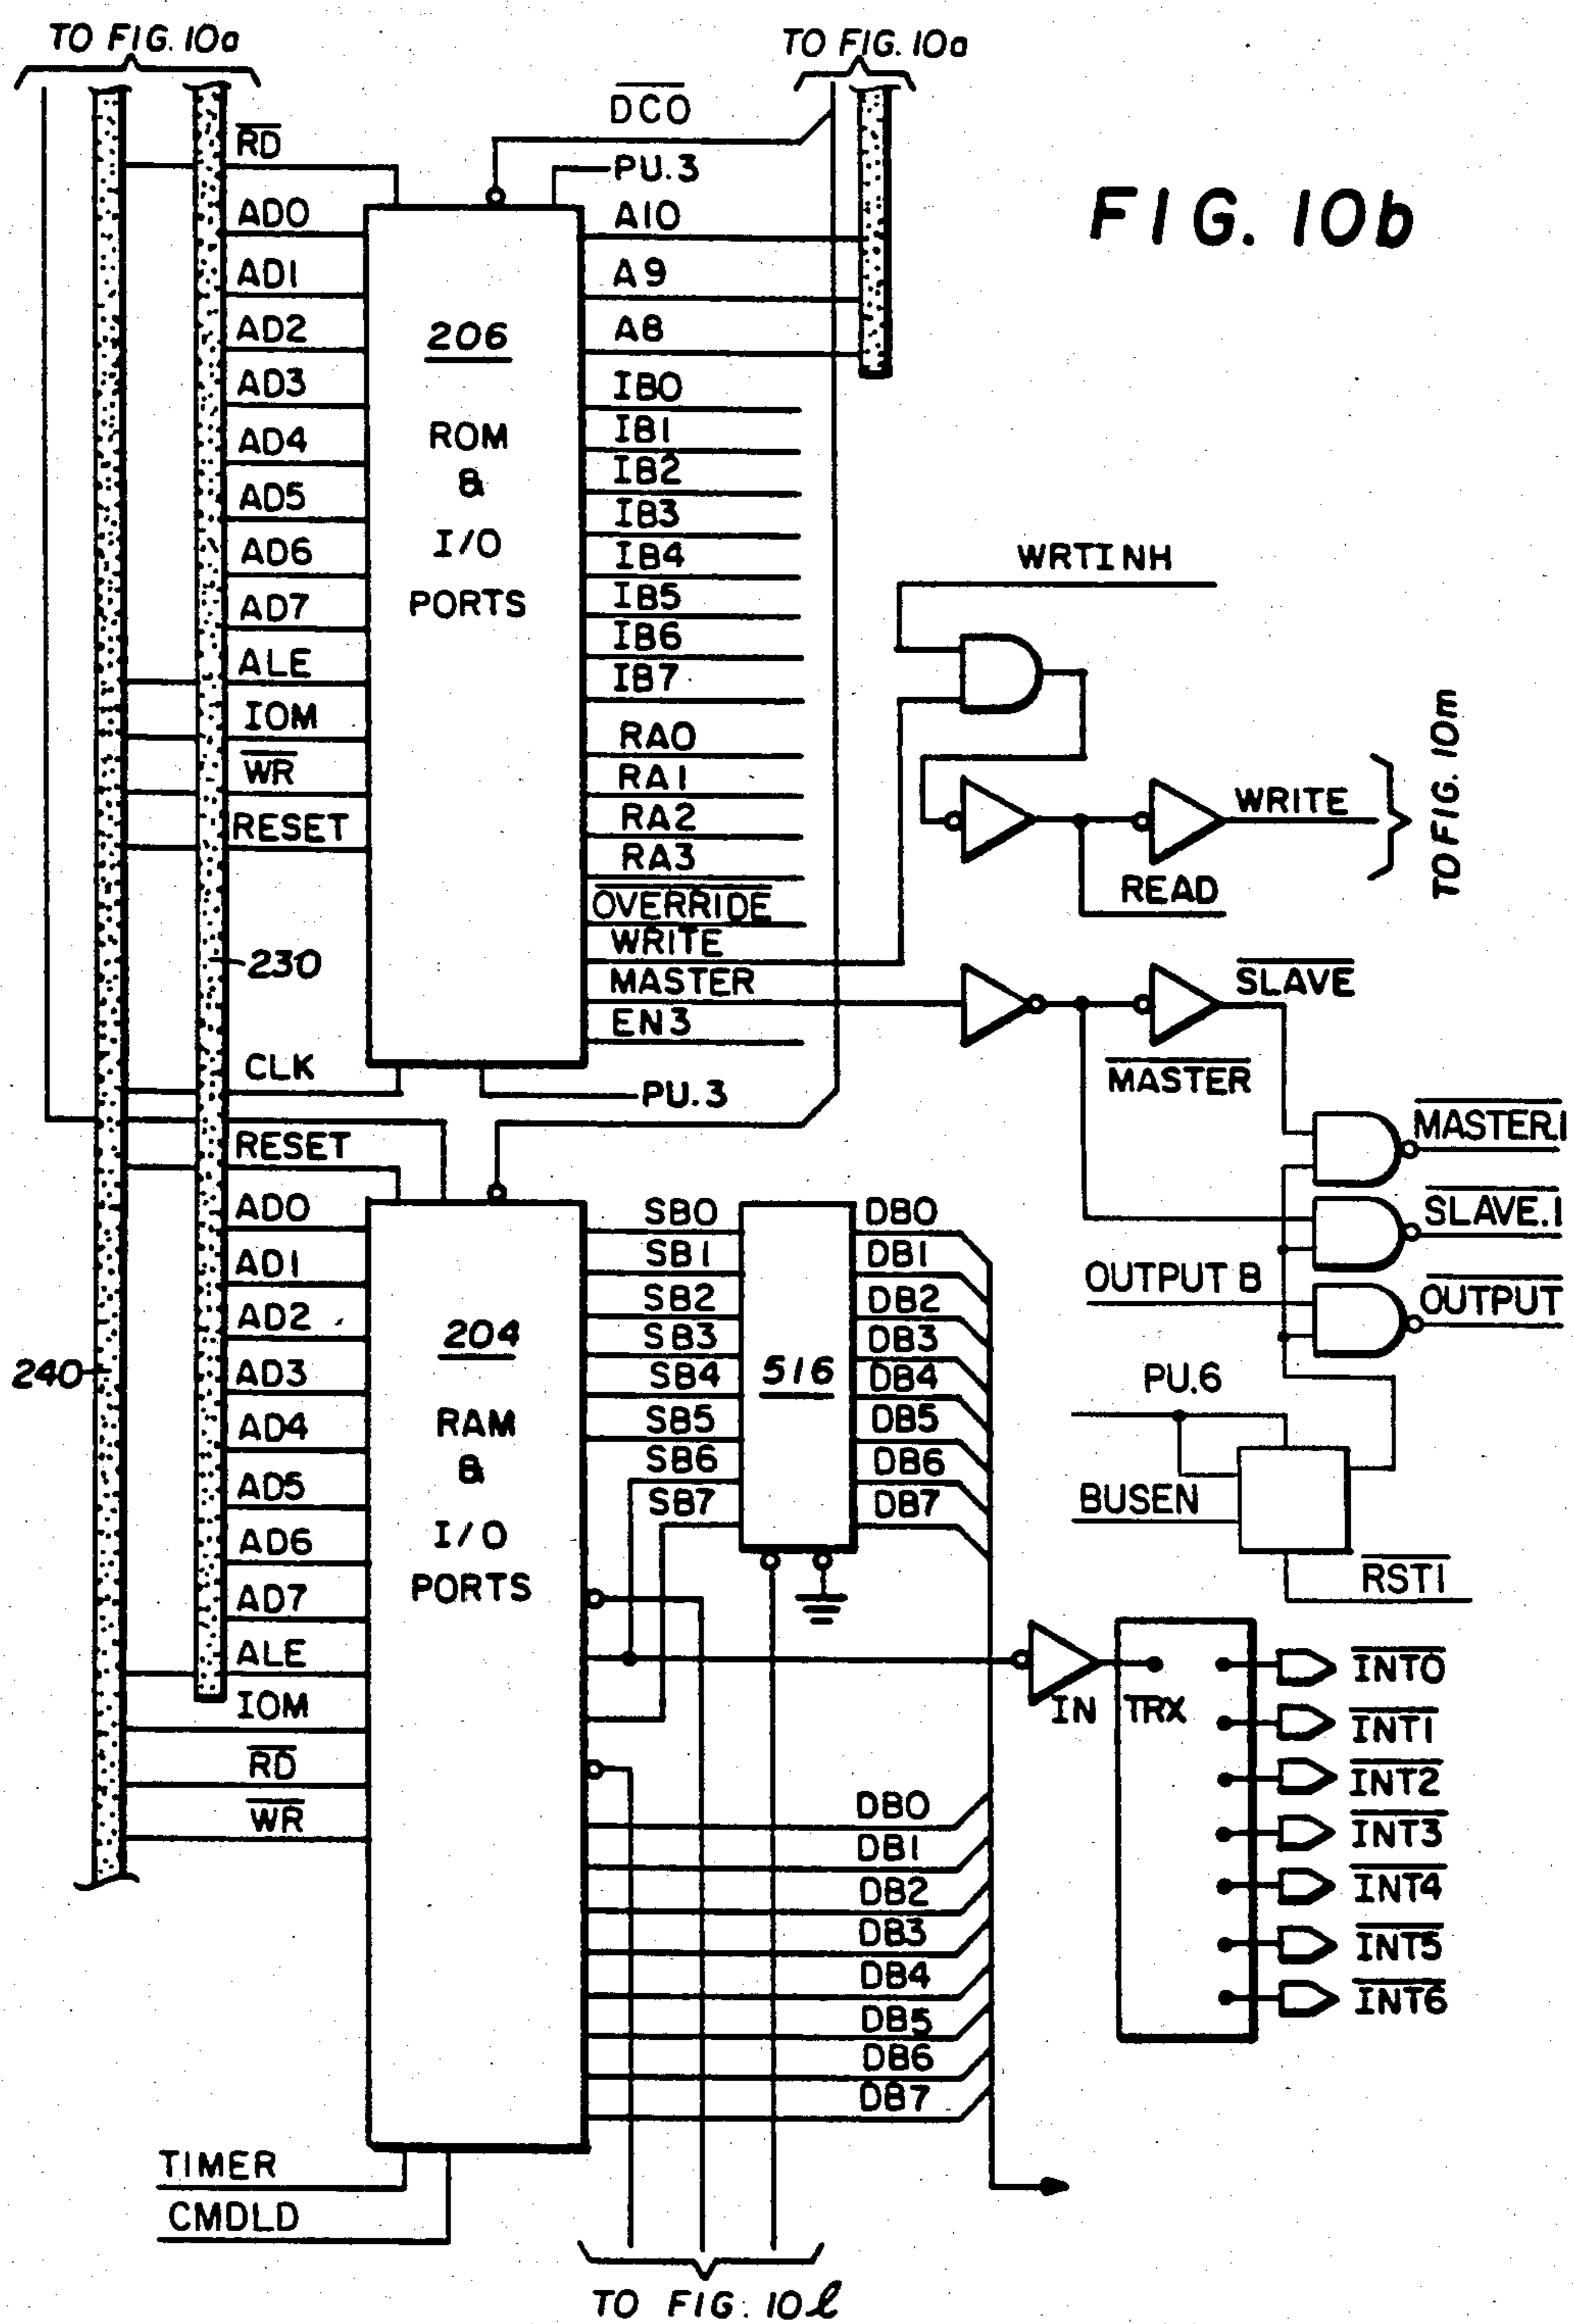 TO FIG. 10a
TO FIG. 10a
FIG. 10b
RD
AD0
AD1
AD2
AD3
AD4
AD5
AD6
AD7
ALE
IOM
WR
RESET
230
CLK
DCO
PU.3
206
ROM
&
I/O
PORTS
A10
A9
A8
IB0
IB1
IB2
IB3
IB4
IB5
IB6
IB7
RA0
RA1
RA2
RA3
OVERRIDE
WRITE
MASTER
EN3
PU.3
WRTINH
WRITE
READ
TO FIG. 10m
SLAVE
MASTER
MASTER.1
SLAVE.1
OUTPUT B
OUTPUT
PU.6
BUSEN
RST1
RESET
AD0
AD1
AD2
AD3
AD4
AD5
AD6
AD7
ALE
IOM
RD
WR
240
204
RAM
&
I/O
PORTS
SB0
SB1
SB2
SB3
SB4
SB5
SB6
SB7
516
DB0
DB1
DB2
DB3
DB4
DB5
DB6
DB7
IN
TRX
INT0
INT1
INT2
INT3
INT4
INT5
INT6
DB0
DB1
DB2
DB3
DB4
DB5
DB6
DB7
TIMER
CMDLD
TO FIG. 10l